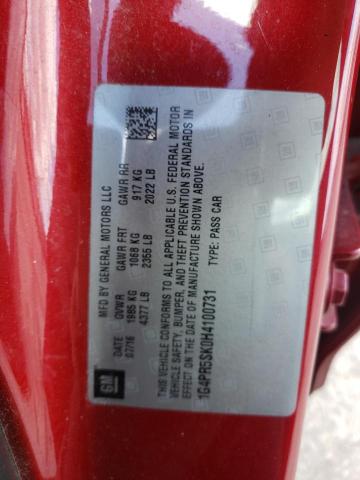 MFD BY GENERAL MOTORS LLC
DATE GVWR GAWR FRT GAWR RR
07/16 1985 KG 1068 KG 917 KG
4377 LB 2355 LB 2022 LB
THIS VEHICLE CONFORMS TO ALL APPLICABLE U.S. FEDERAL MOTOR
VEHICLE SAFETY, BUMPER, AND THEFT PREVENTION STANDARDS IN
EFFECT ON THE DATE OF MANUFACTURE SHOWN ABOVE.
1G4PR5SK0H4100731 TYPE: PASS CAR
GM